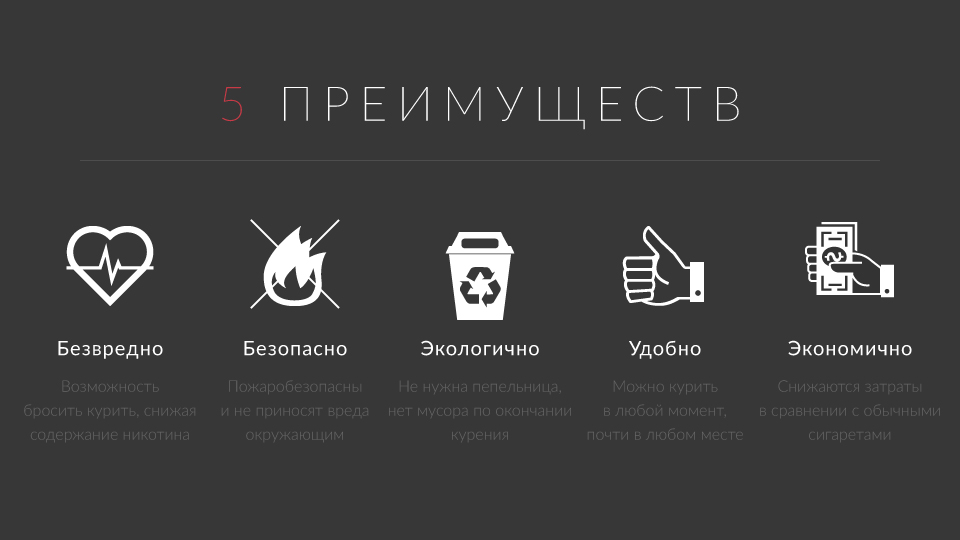 5 ПРЕИМУЩЕСТВ
Безвредно
Возможность
бросить курить, снижая
содержание никотина
Безопасно
Пожаробезопасны
и не приносят вреда
окружающим
Экологично
Не нужна пепельница,
нет мусора по окончании
курения
Удобно
Можно курить
в любой момент,
почти в любом месте
Экономично
Снижаются затраты
в сравнении с обычными
сигаретами